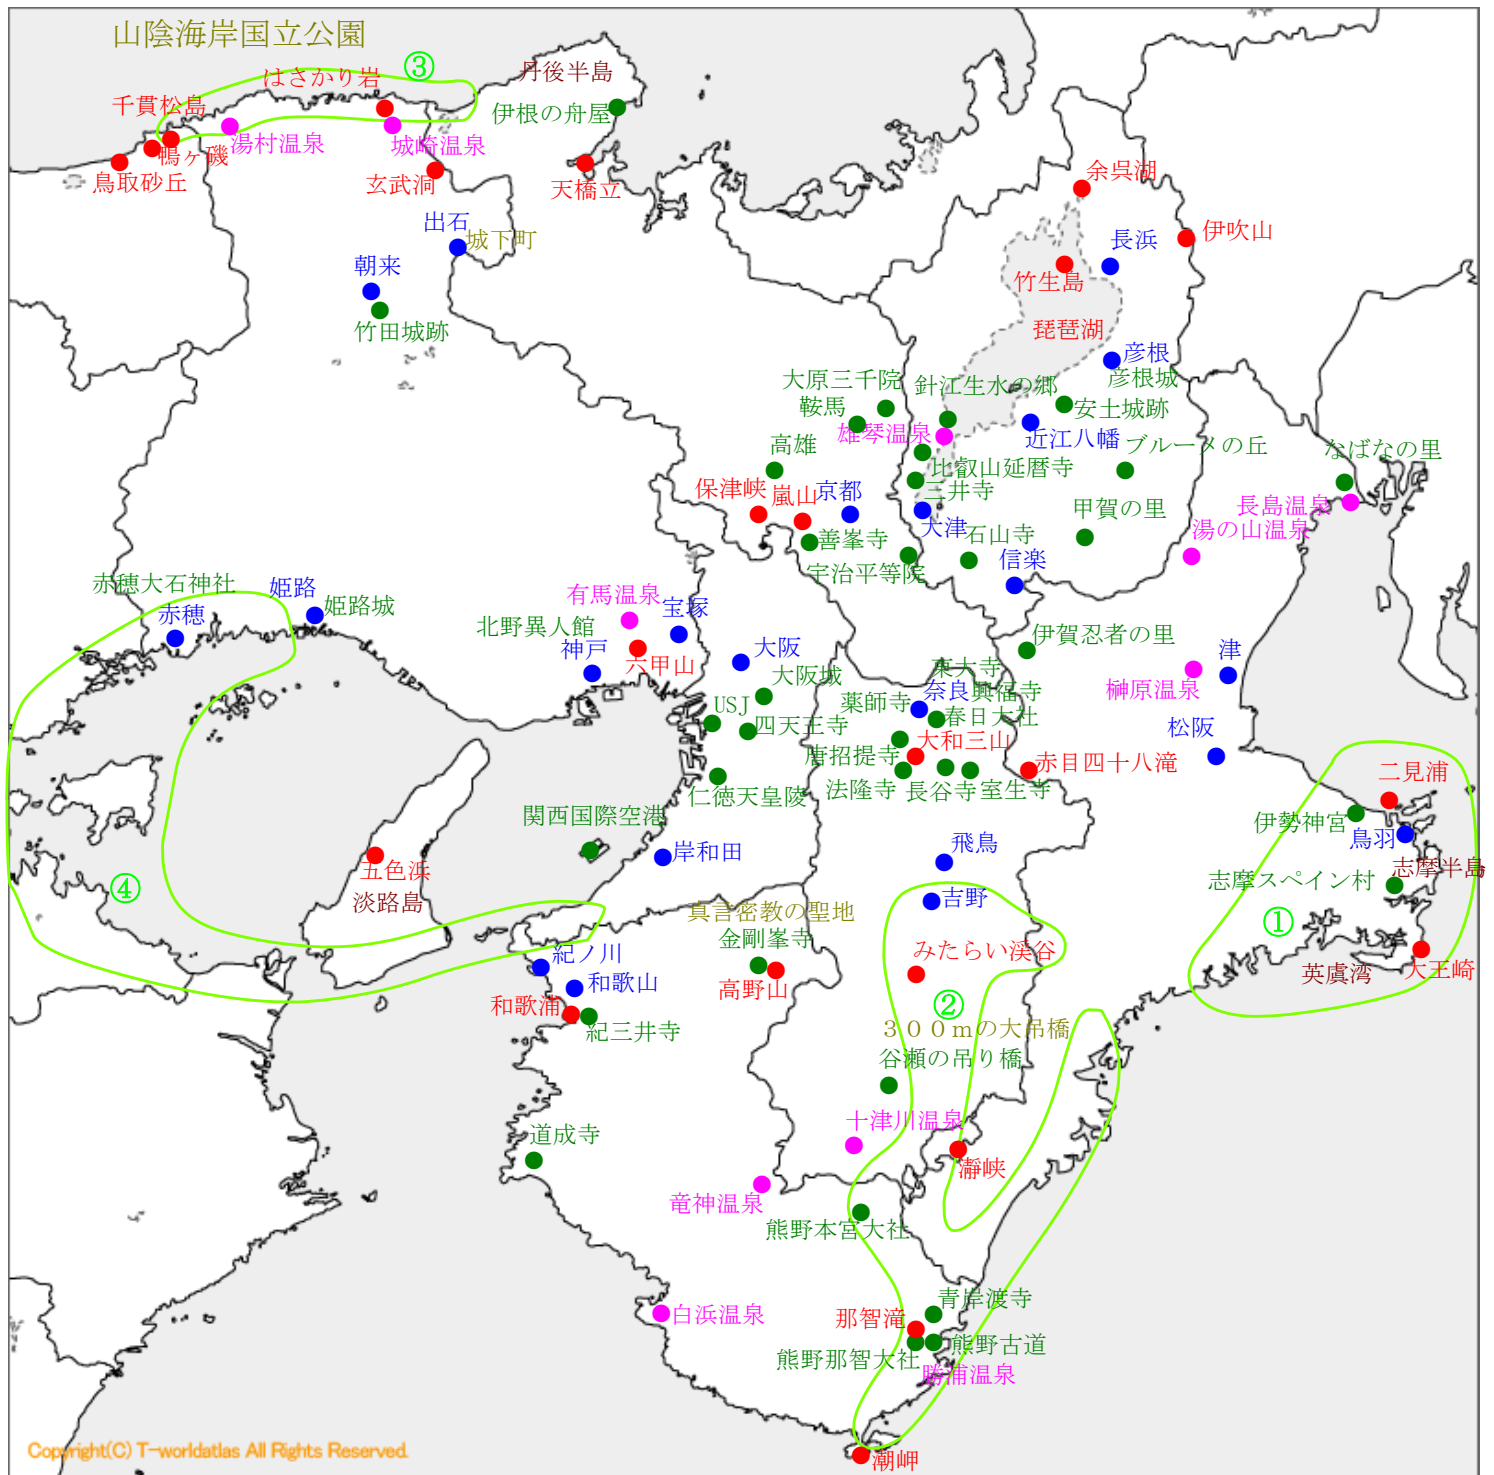 山陰海岸国立公園
③
はさかり岩
丹後半島
千貫松島
伊根の舟屋
湯村温泉
城崎温泉
鴨ヶ磯
鳥取砂丘
玄武洞
天橋立
余呉湖
出石
城下町
長浜
伊吹山
朝来
竹生島
竹田城跡
琵琶湖
彦根
彦根城
大原三千院
針江生水の郷
鞍馬
安土城跡
雄琴温泉
近江八幡
高雄
ブルーメの丘
なばなの里
比叡山延暦寺
三井寺
保津峡
嵐山
京都
大津
甲賀の里
長島温泉
湯の山温泉
善峯寺
石山寺
宇治平等院
信楽
赤穂大石神社
姫路
姫路城
赤穂
有馬温泉
宝塚
北野異人館
神戸
六甲山
大阪
伊賀忍者の里
津
大阪城
東大寺
榊原温泉
奈良
興福寺
薬師寺
USJ
春日大社
四天王寺
松阪
大和三山
唐招提寺
赤目四十八滝
二見浦
法隆寺
長谷寺
室生寺
仁徳天皇陵
関西国際空港
伊勢神宮
鳥羽
岸和田
飛鳥
五色浜
志摩半島
志摩スペイン村
④
淡路島
吉野
真言密教の聖地
①
金剛峯寺
みたらい渓谷
紀ノ川
大王崎
英虞湾
和歌山
高野山
②
和歌浦
紀三井寺
３００ｍの大吊橋
谷瀬の吊り橋
十津川温泉
道成寺
瀞峡
竜神温泉
熊野本宮大社
青岸渡寺
白浜温泉
那智滝
熊野古道
熊野那智大社
勝浦温泉
Copyright(C) T-worldatlas All Rights Reserved.
潮岬